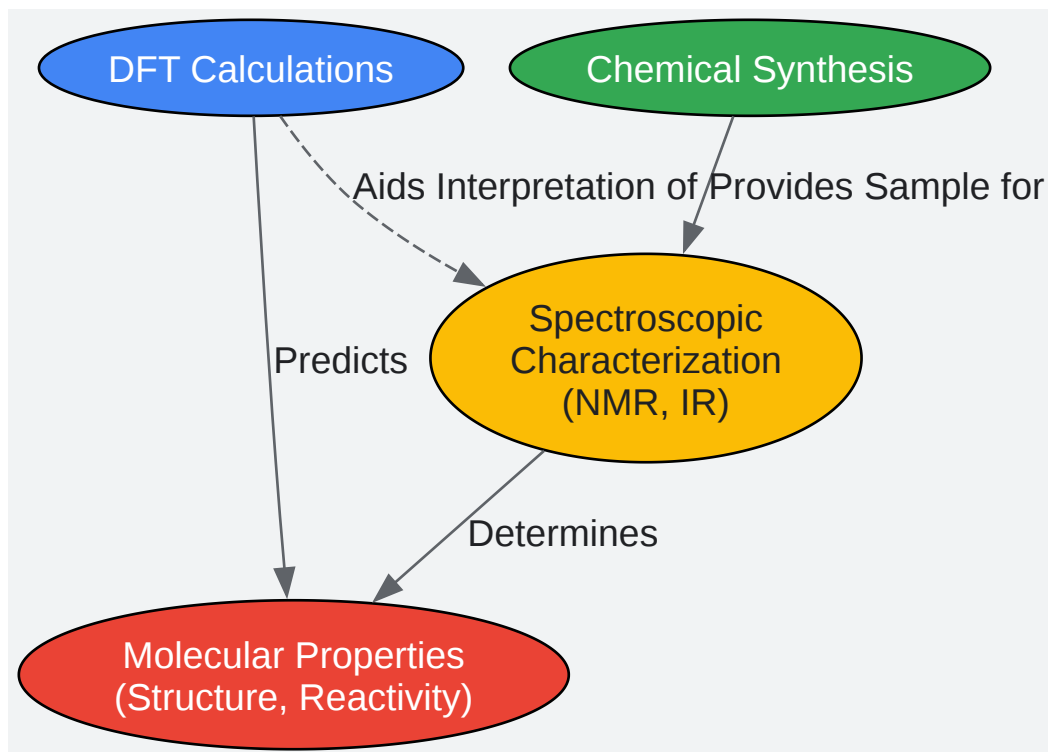 DFT Calculations
Chemical Synthesis
Aids Interpretation of
Provides Sample for
Spectroscopic
Characterization
(NMR, IR)
Predicts
Determines
Molecular Properties
(Structure, Reactivity)